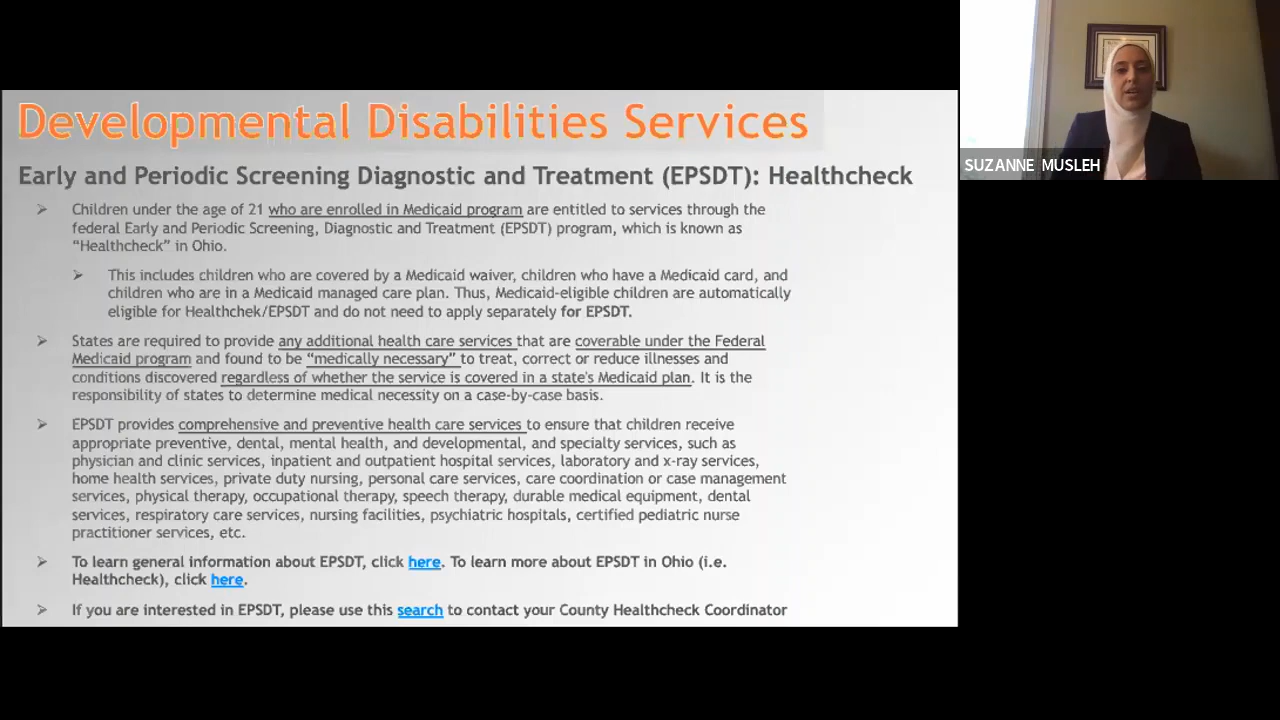 Developmental Disabilities Services
Early and Periodic Screening Diagnostic and Treatment (EPSDT): Healthcheck
➢ Children under the age of 21 who are enrolled in Medicaid program are entitled to services through the
federal Early and Periodic Screening, Diagnostic and Treatment (EPSDT) program, which is known as
“Healthcheck” in Ohio.
➢ This includes children who are covered by a Medicaid waiver, children who have a Medicaid card, and
children who are in a Medicaid managed care plan. Thus, Medicaid-eligible children are automatically
eligible for Healthchek/EPSDT and do not need to apply separately for EPSDT.
➢ States are required to provide any additional health care services that are coverable under the Federal
Medicaid program and found to be “medically necessary” to treat, correct or reduce illnesses and
conditions discovered regardless of whether the service is covered in a state's Medicaid plan. It is the
responsibility of states to determine medical necessity on a case-by-case basis.
➢ EPSDT provides comprehensive and preventive health care services to ensure that children receive
appropriate preventive, dental, mental health, and developmental, and specialty services, such as
physician and clinic services, inpatient and outpatient hospital services, laboratory and x-ray services,
home health services, private duty nursing, personal care services, care coordination or case management
services, physical therapy, occupational therapy, speech therapy, durable medical equipment, dental
services, respiratory care services, nursing facilities, psychiatric hospitals, certified pediatric nurse
practitioner services, etc.
➢ To learn general information about EPSDT, click here. To learn more about EPSDT in Ohio (i.e.
Healthcheck), click here.
➢ If you are interested in EPSDT, please use this search to contact your County Healthcheck Coordinator
SUZANNE MUSLEH